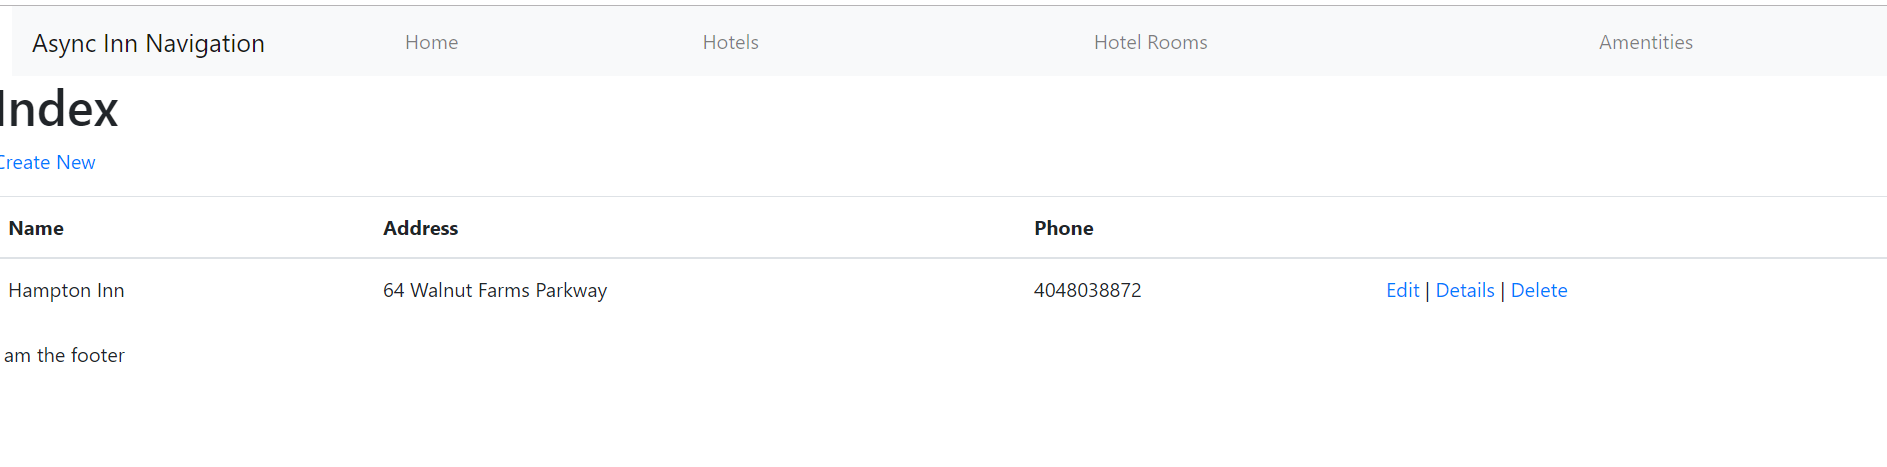 Async Inn Navigation Home Hotels Hotel Rooms Amentities
Index
Create New
Name Address Phone
Hampton Inn 64 Walnut Farms Parkway 4048038872 Edit | Details | Delete
am the footer